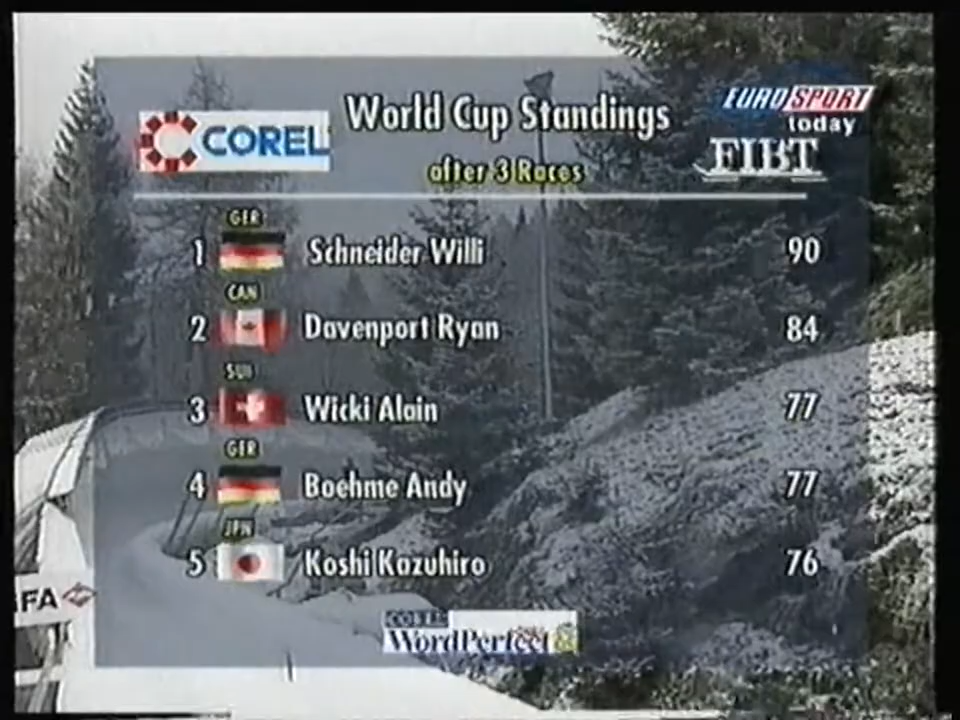 EUROSPORT
today
COREL
World Cup Standings
FIBT
after 3 Races
GER
1 Schneider Willi 90
CAN
2 Davenport Ryan 84
SUI
3 Wicki Alain 77
GER
4 Boehme Andy 77
JPN
5 Koshi Kazuhiro 76
IFA
COREL
WordPerfect 8